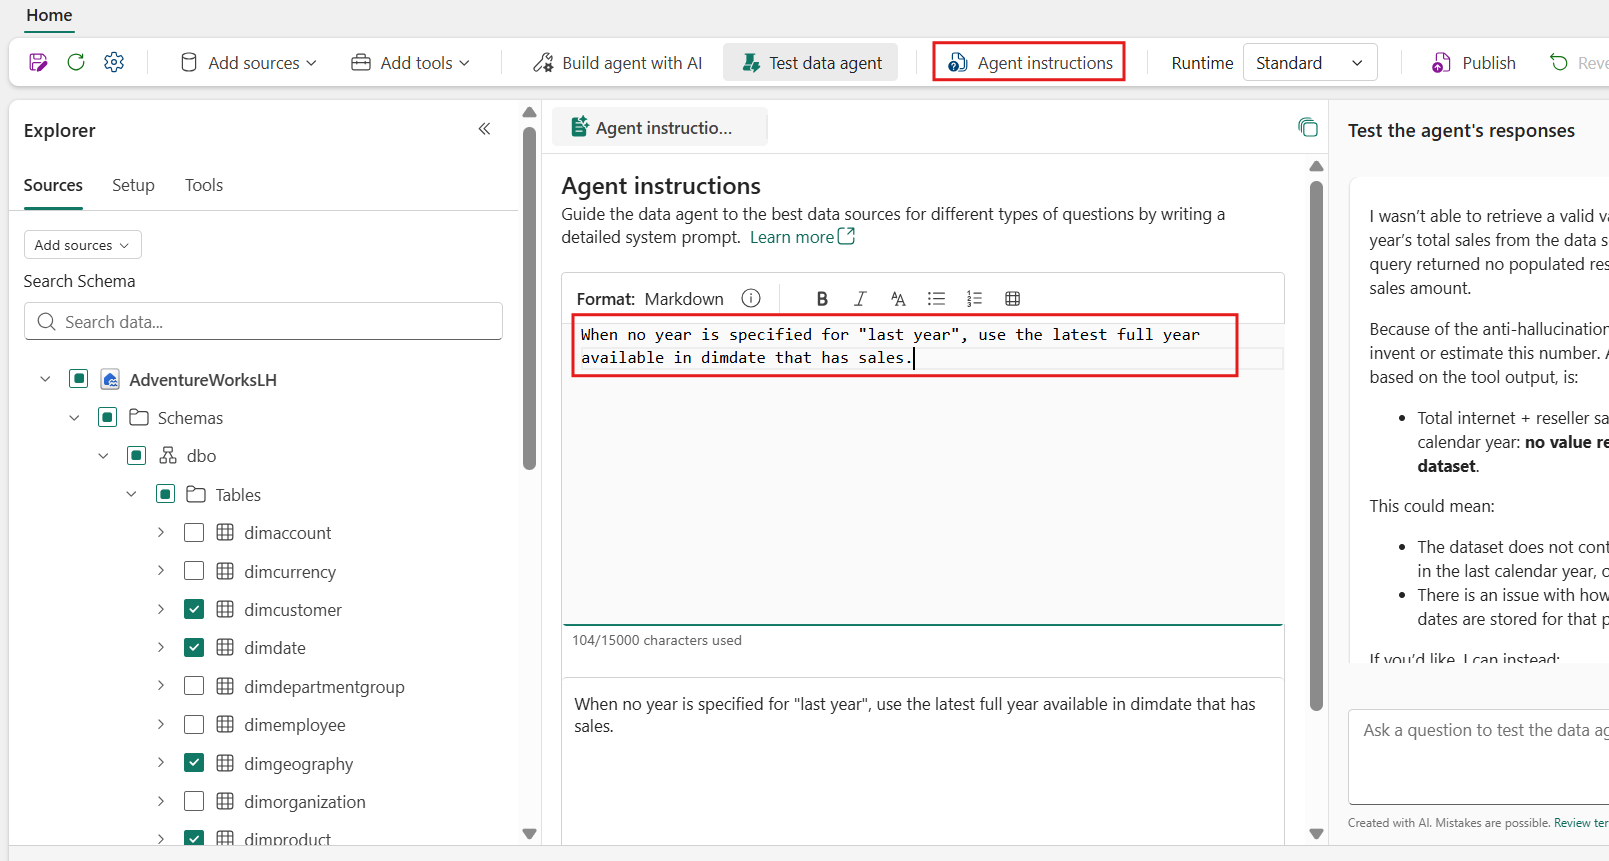 Home
Add sources
Add tools
Build agent with AI
Test data agent
Agent instructions
Runtime
Standard
Publish
Explorer
Sources
Setup
Tools
Add sources
Search Schema
Search data...
AdventureWorksLH
Schemas
dbo
Tables
dimaccount
dimcurrency
dimcustomer
dimdate
dimdepartmentgroup
dimemployee
dimgeography
dimorganization
dimproduct
Agent instructio...
Agent instructions
Guide the data agent to the best data sources for different types of questions by writing a
detailed system prompt. Learn more
Format: Markdown
When no year is specified for "last year", use the latest full year
available in dimdate that has sales.
104/15000 characters used
When no year is specified for "last year", use the latest full year available in dimdate that has
sales.
Test the agent's responses
I wasn't able to retrieve a valid
year's total sales from the data
query returned no populated
sales amount.
Because of the anti-hallucination
invent or estimate this number.
based on the tool output, is:
• Total internet + reseller
calendar year: no value
dataset.
This could mean:
• The dataset does not
in the last calendar year,
• There is an issue with how
dates are stored for that
If you'd like, I can instead:
Ask a question to test the data
Created with AI. Mistakes are possible. Review